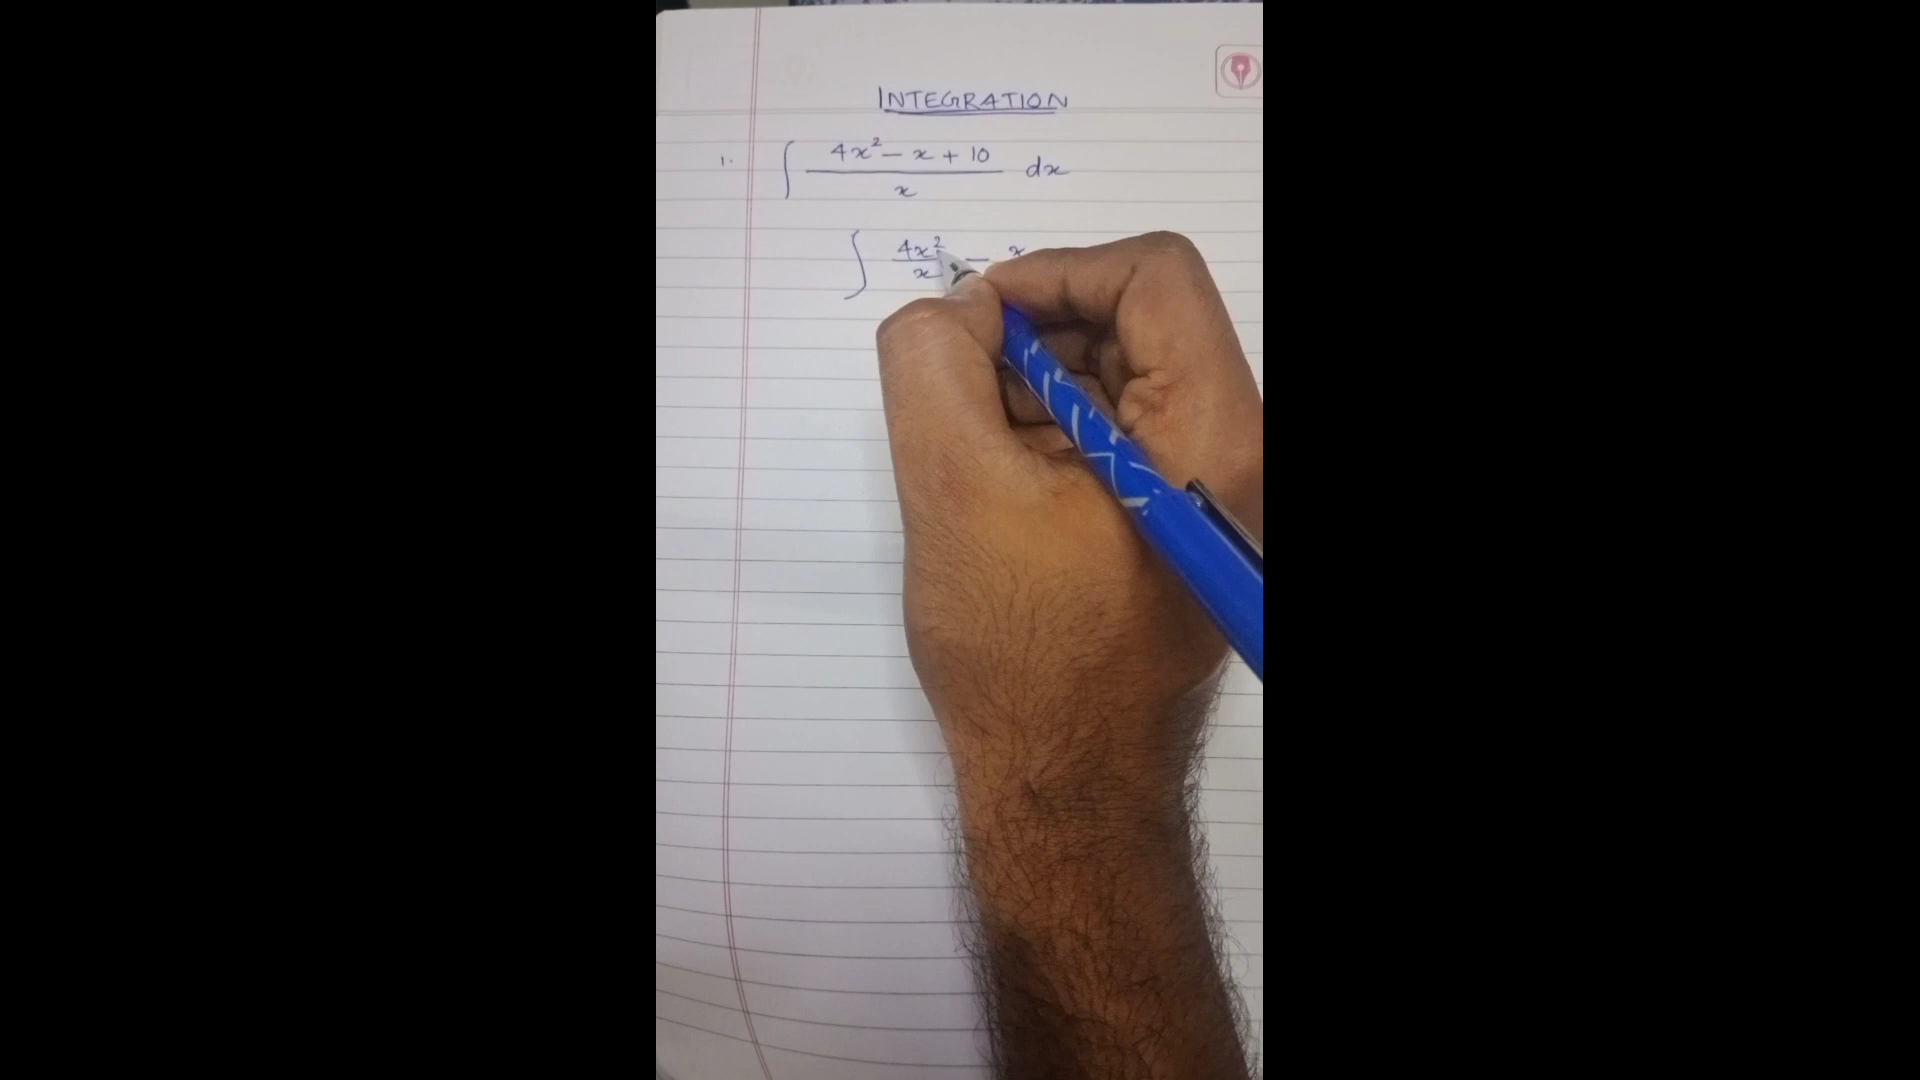 INTEGRATION
1. ∫ (4x² - x + 10)/x dx
∫ 4x²/x - x